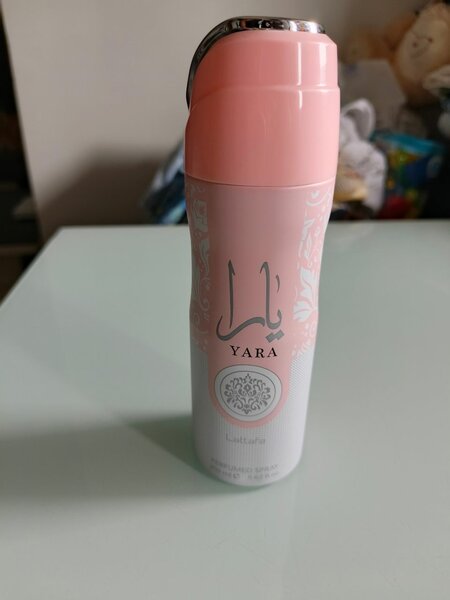 يارا
YARA
Lattafa
PERFUMED SPRAY